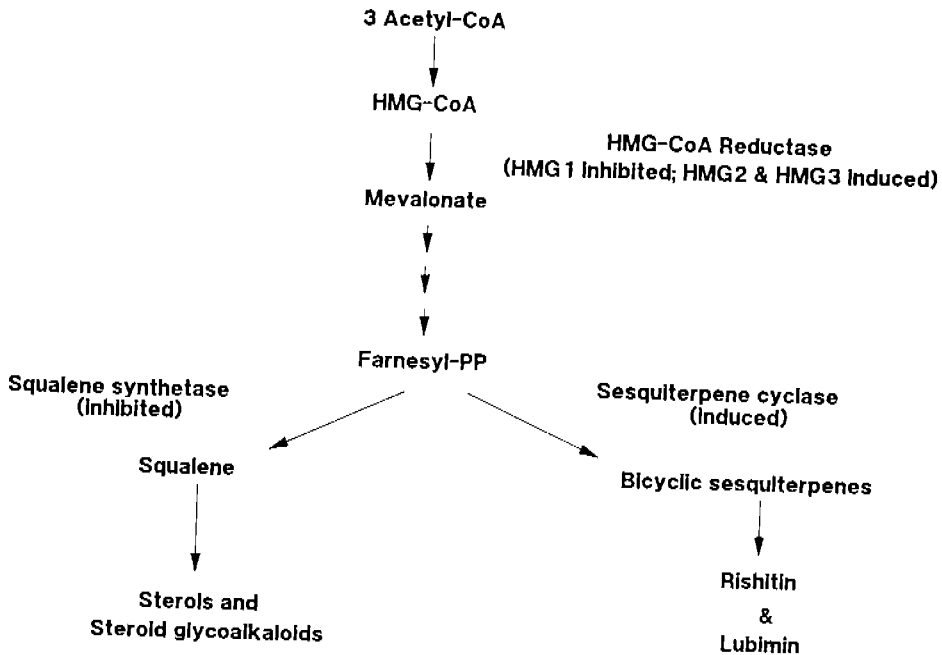 3 Acetyl-CoA
HMG-CoA
HMG-CoA Reductase
(HMG1 Inhibited; HMG2 & HMG3 Induced)
Mevalonate
Farnesyl-PP
Squalene synthetase
(Inhibited)
Sesquiterpene cyclase
(Induced)
Squalene
Bicyclic sesquiterpenes
Sterols and
Steroid glycoalkaloids
Rishitin
&
Lubimin